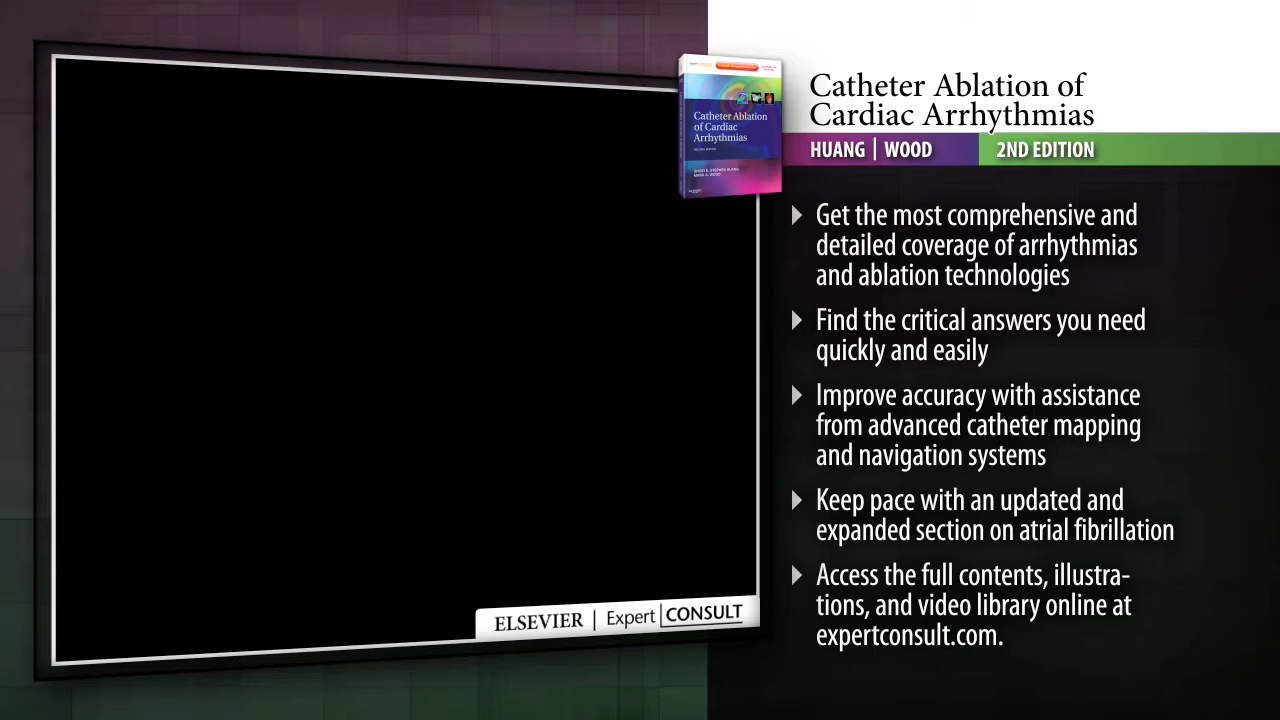 Catheter Ablation of
Cardiac Arrhythmias
HUANG | WOOD
2ND EDITION
Catheter Ablation
of Cardiac
Arrhythmias
Get the most comprehensive and
detailed coverage of arrhythmias
and ablation technologies
Find the critical answers you need
quickly and easily
Improve accuracy with assistance
from advanced catheter mapping
and navigation systems
Keep pace with an updated and
expanded section on atrial fibrillation
Access the full contents, illustra-
tions, and video library online at
expertconsult.com.
ELSEVIER | Expert CONSULT